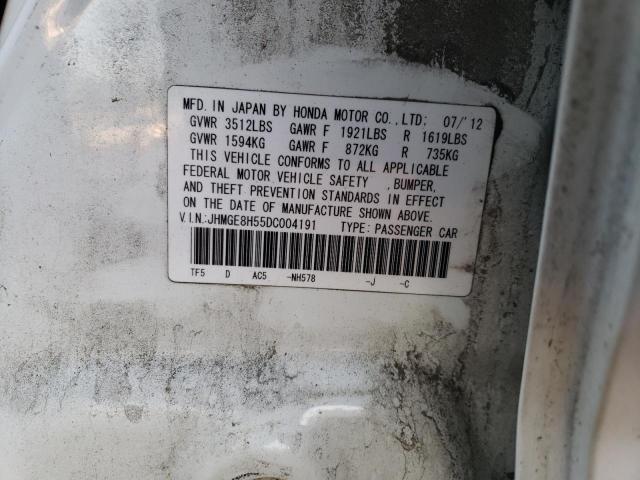 MFD. IN JAPAN BY HONDA MOTOR CO.,LTD; 07/'12
GVWR 3512LBS GAWR F 1921LBS R 1619LBS
GVWR 1594KG GAWR F 872KG R 735KG
THIS VEHICLE CONFORMS TO ALL APPLICABLE
FEDERAL MOTOR VEHICLE SAFETY ,BUMPER,
AND THEFT PREVENTION STANDARDS IN EFFECT
ON THE DATE OF MANUFACTURE SHOWN ABOVE.
V.I.N.:JHMGE8H55DC004191 TYPE: PASSENGER CAR
TF5 D AC5 -NH578 -J -C